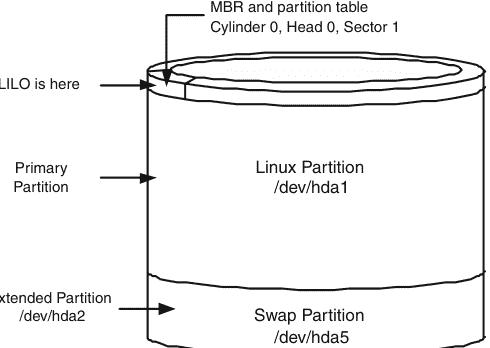 MBR and partition table
Cylinder 0, Head 0, Sector 1
LILO is here
Primary
Partition
Linux Partition
/dev/hda1
xtended Partition
/dev/hda2
Swap Partition
/dev/hda5